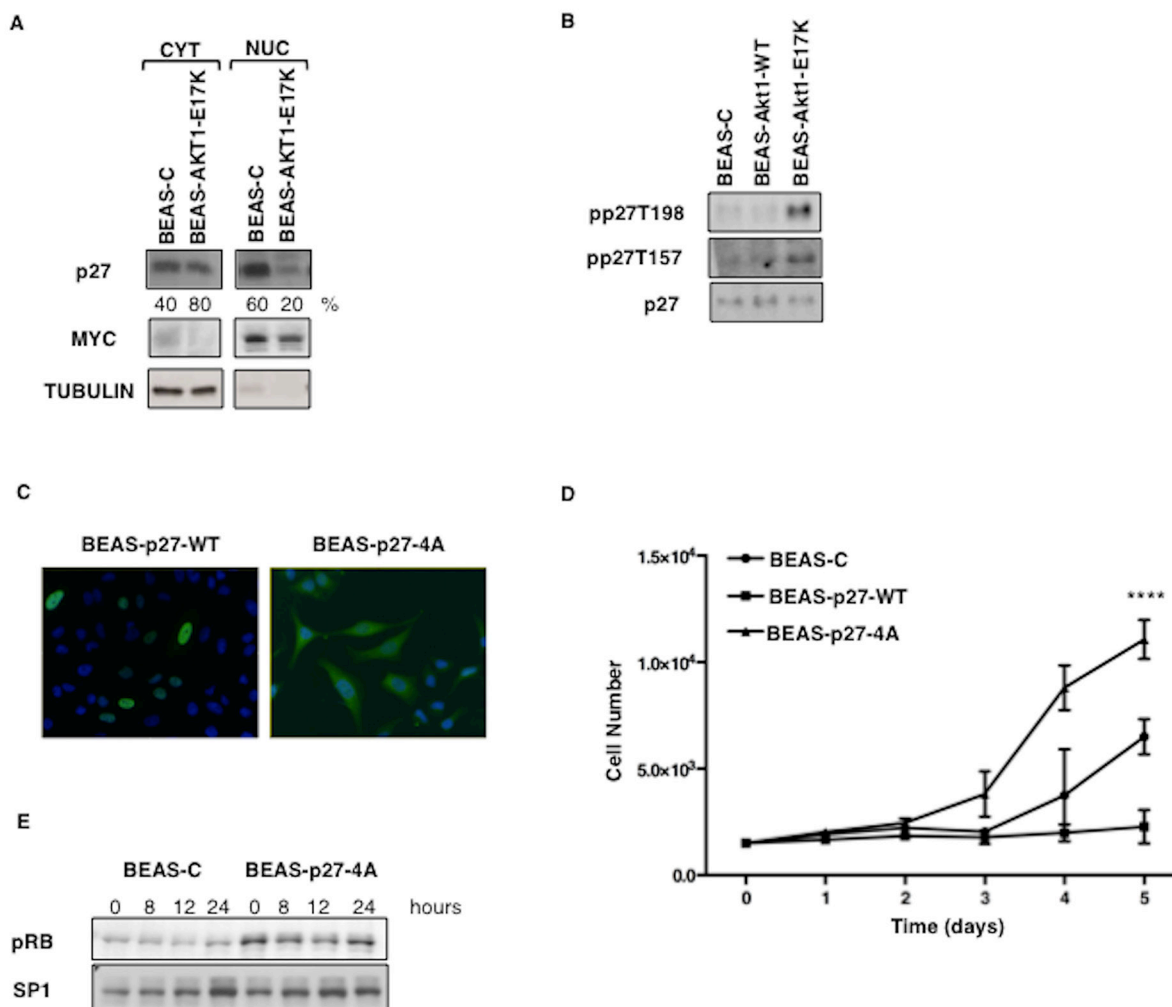 A
CYT NUC
BEAS-C
BEAS-AKT1-E17K
BEAS-C
BEAS-AKT1-E17K
p27
40 80 60 20 %
MYC
TUBULIN
B
BEAS-C
BEAS-Akt1-WT
BEAS-Akt1-E17K
pp27T198
pp27T157
p27
C
BEAS-p27-WT BEAS-p27-4A
D
1.5×10⁴
1.0×10⁴
5.0×10³
0.0
Cell Number
BEAS-C
BEAS-p27-WT
BEAS-p27-4A
****
0 1 2 3 4 5
Time (days)
E
BEAS-C BEAS-p27-4A
0 8 12 24 0 8 12 24 hours
pRB
SP1